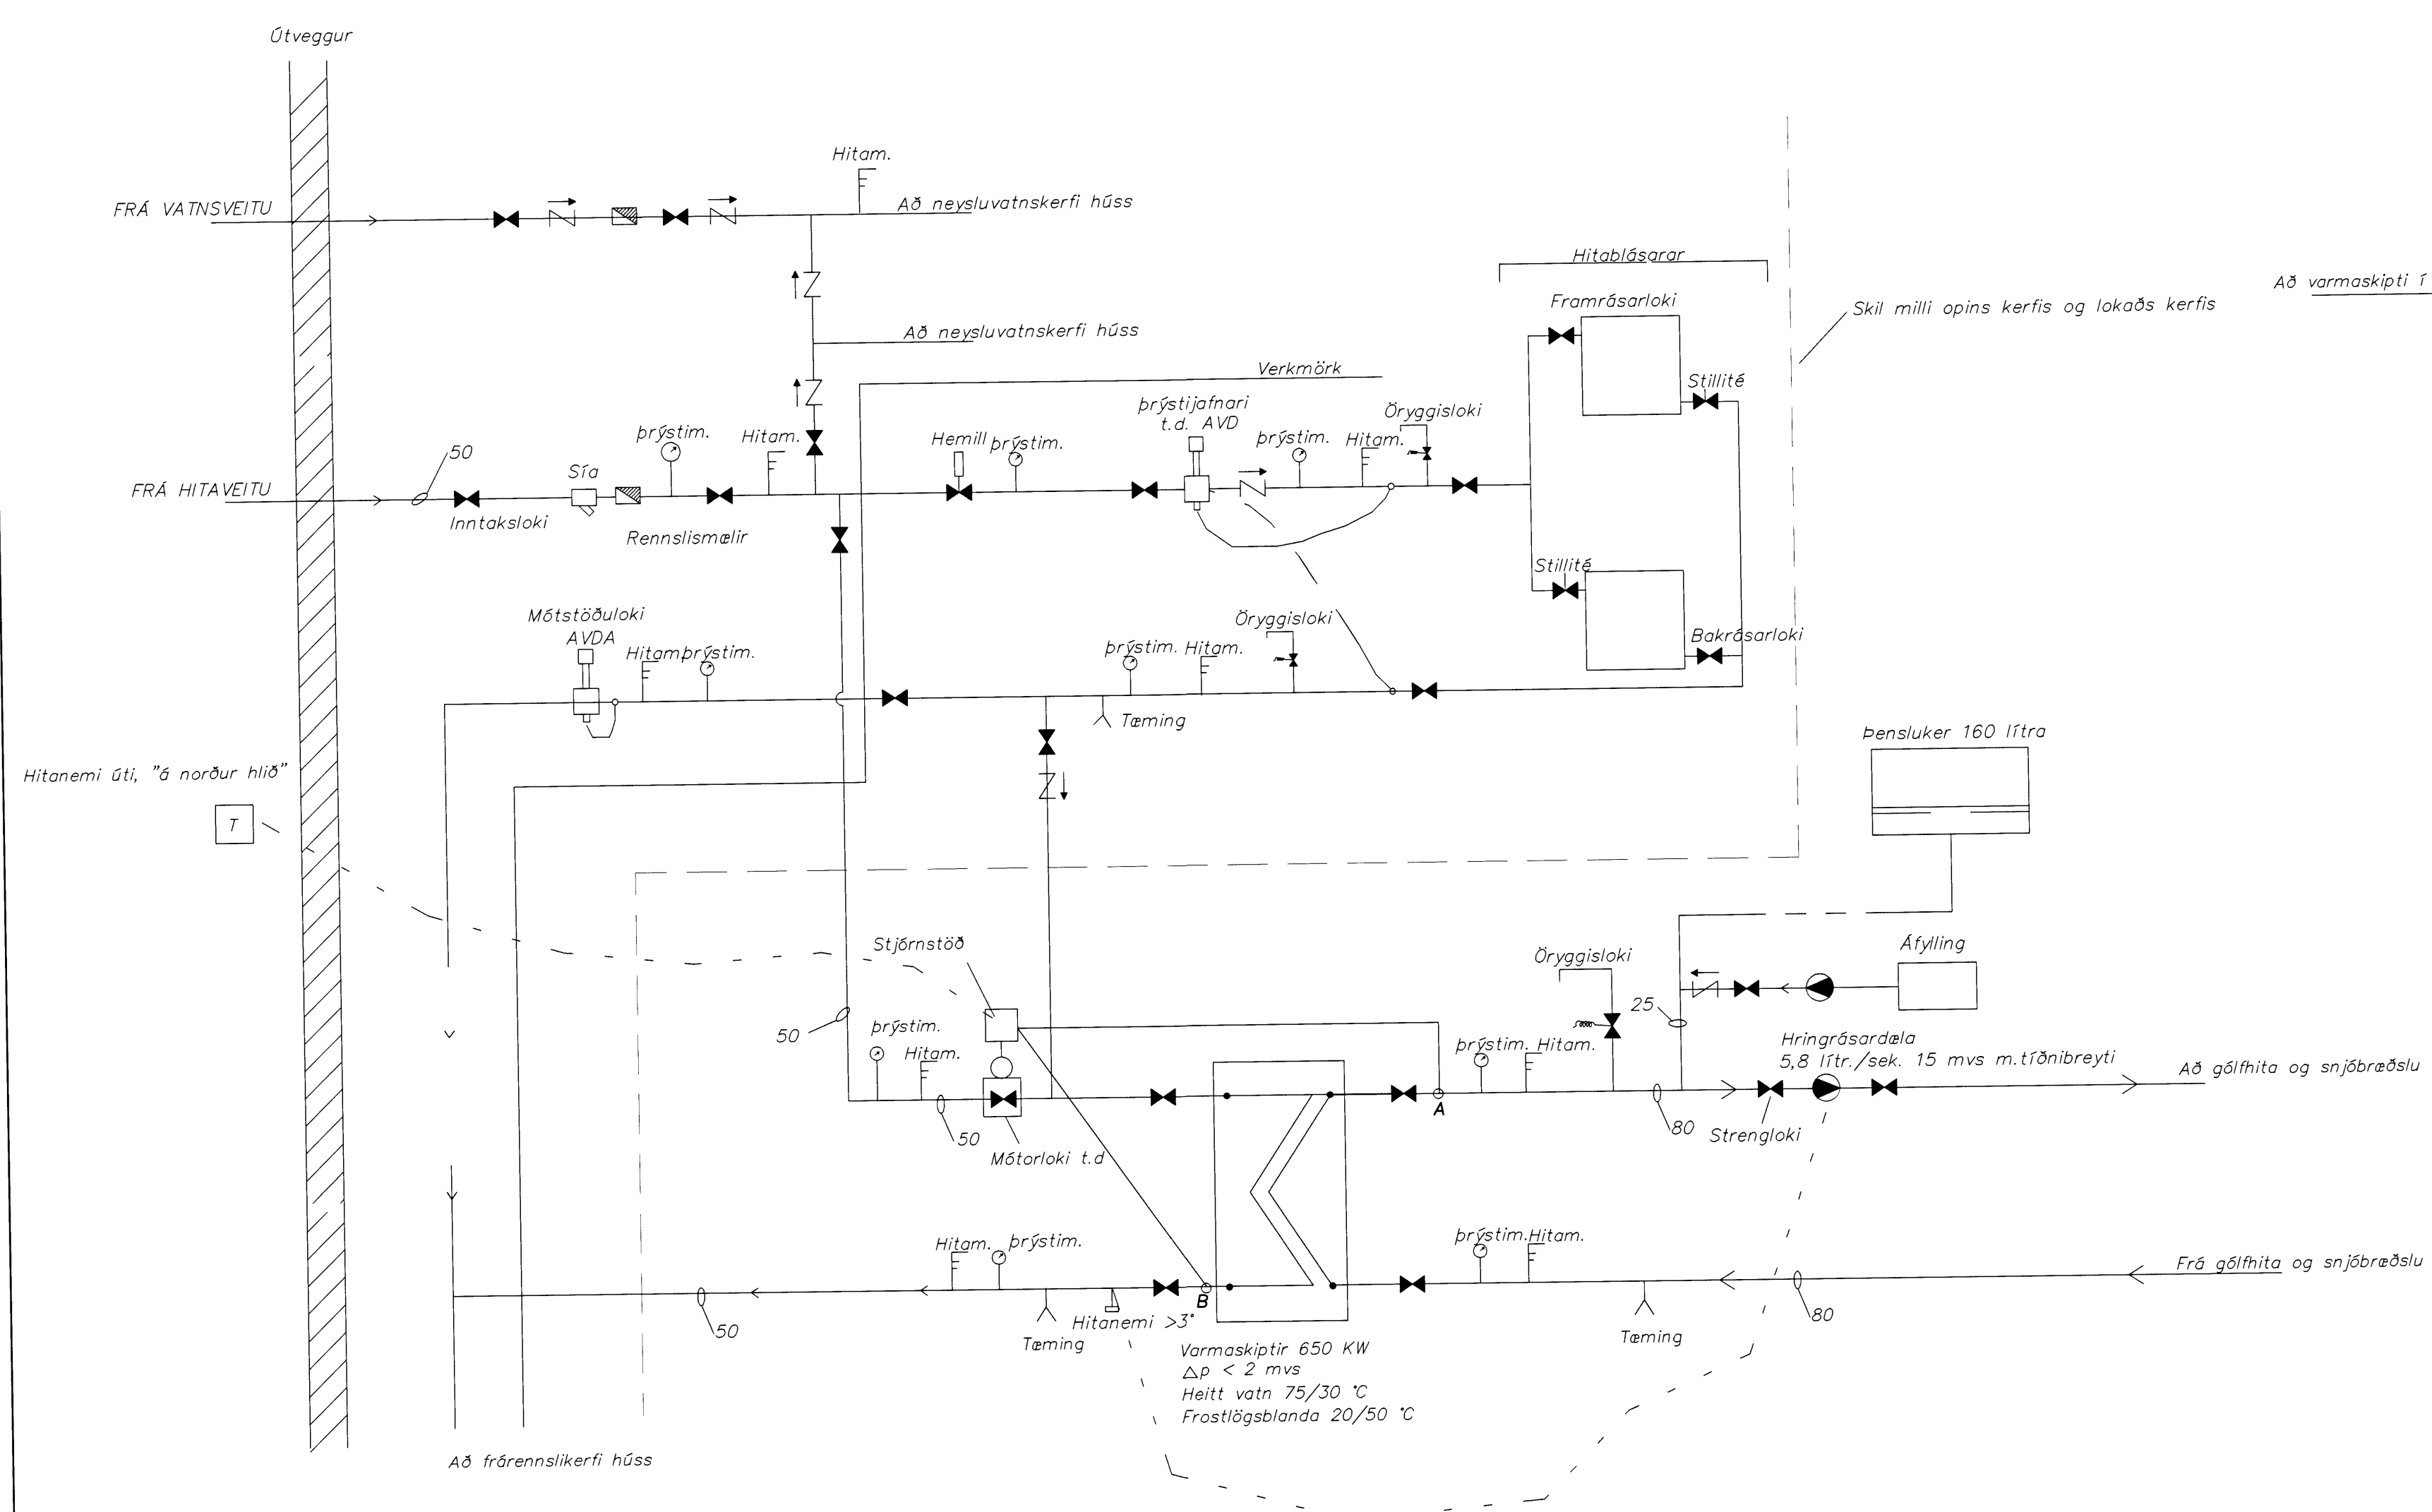 Útveggur
Hitam.
FRÁ VATNSVEITU
Að neysluvatnskerfi húss
Hitablásarar
Að varmaskipti í
Framrásarloki
Skil milli opins kerfis og lokaðs kerfis
Að neysluvatnskerfi húss
Verkmörk
Stillité
þrýstijafnari
t.d. AVD
Öryggisloki
þrýstim.
Hitam.
Hemill
þrýstim.
þrýstim.
Hitam.
50
Sía
FRÁ HITAVEITU
Inntaksloki
Rennslismælir
Stillité
Mótstöðuloki
AVDA
Hitam.
þrýstim.
Öryggisloki
þrýstim.
Hitam.
Bakrásarloki
Tæming
Þensluker 160 lítra
Hitanemi úti, "á norður hlið"
T
Stjórnstöð
Öryggisloki
Áfylling
25
50
þrýstim.
Hitam.
þrýstim.
Hitam.
Hringrásardæla
5,8 lítr./sek. 15 mvs m.tíðnibreyti
Að gólfhita og snjóbræðslu
A
50
80
Strengloki
Mótorloki t.d
Hitam.
þrýstim.
þrýstim.
Hitam.
Frá gólfhita og snjóbræðslu
B
50
Tæming
Hitanemi >3°
80
Tæming
Varmaskiptir 650 KW
△p < 2 mvs
Heitt vatn 75/30 °C
Frostlögsblanda 20/50 °C
Að frárennslikerfi húss